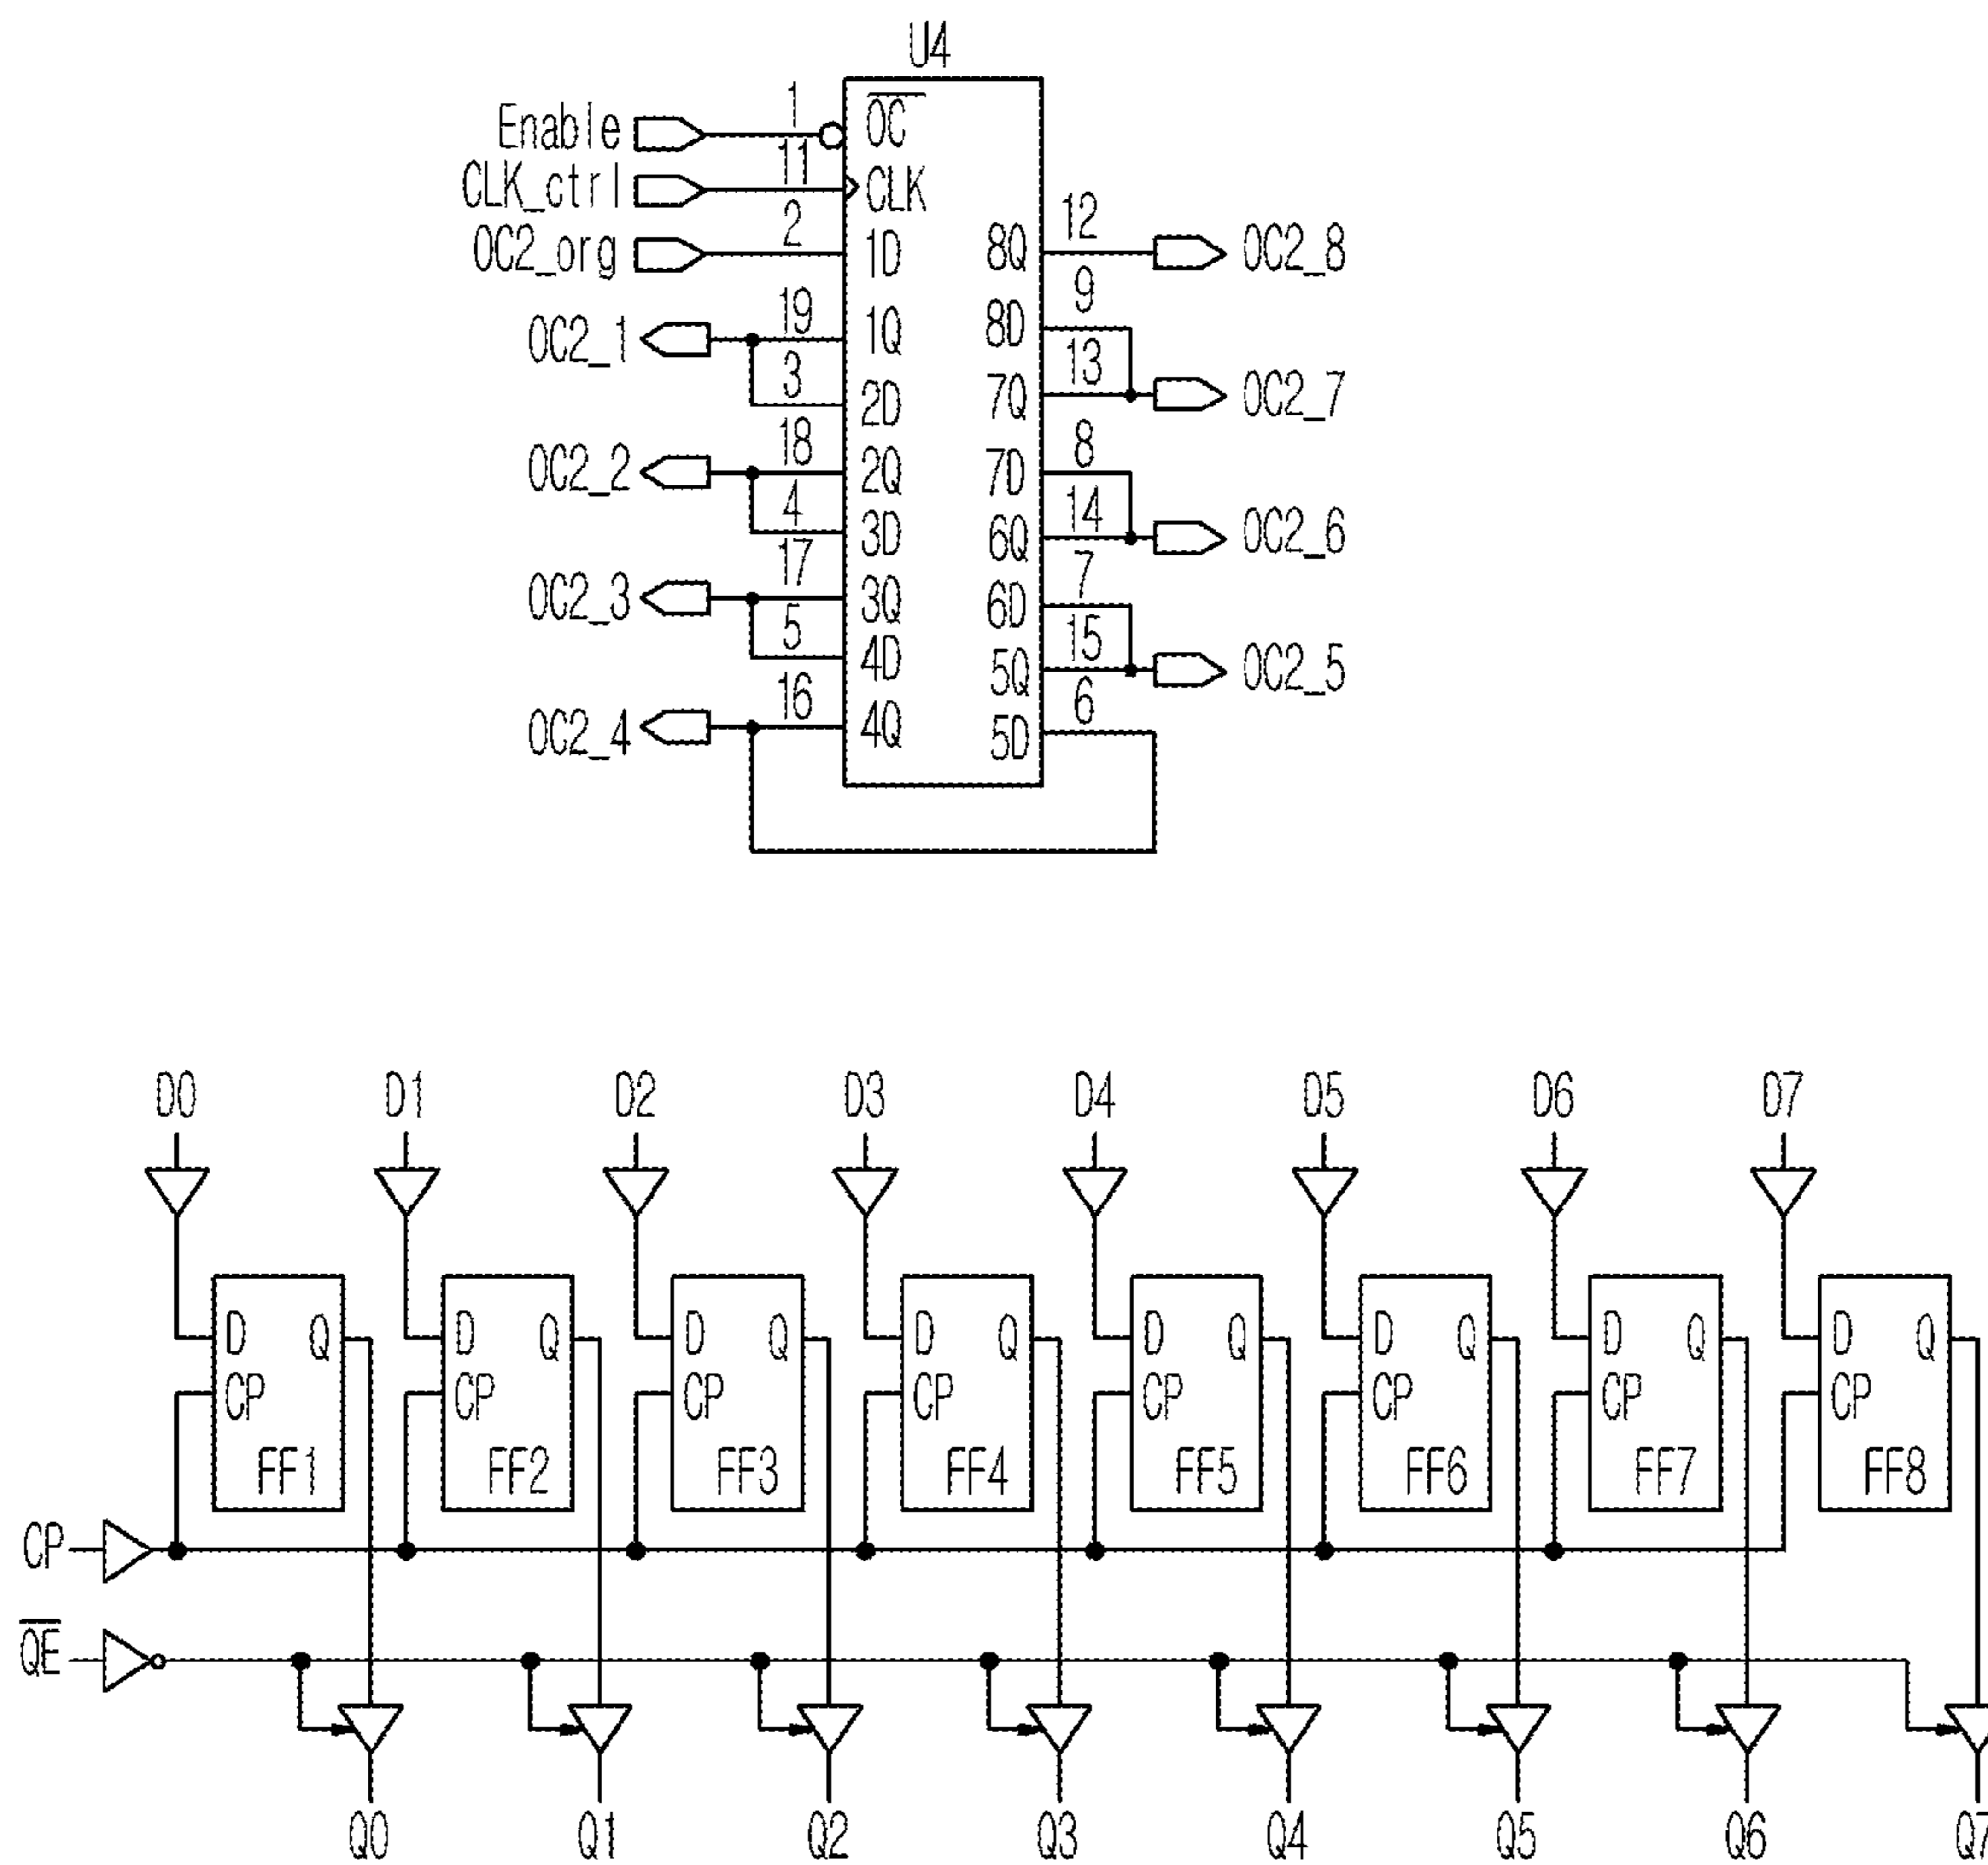 U4
Enable 1 O̅C̅
CLK_ctrl 11 CLK
OC2_org 2 1D
OC2_1 19 1Q
3 2D
OC2_2 18 2Q
4 3D
OC2_3 17 3Q
5 4D
OC2_4 16 4Q
8Q 12 OC2_8
8D 9
7Q 13 OC2_7
7D 8
6Q 14 OC2_6
6D 7
5Q 15 OC2_5
5D 6
D0 D1 D2 D3 D4 D5 D6 D7
D Q D Q D Q D Q D Q D Q D Q D Q
CP CP CP CP CP CP CP CP
FF1 FF2 FF3 FF4 FF5 FF6 FF7 FF8
CP
Q̅E̅
Q0 Q1 Q2 Q3 Q4 Q5 Q6 Q7